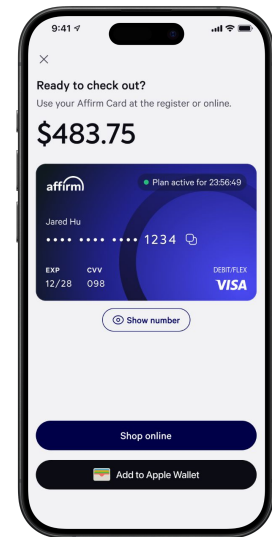 9:41
Ready to check out?
Use your Affirm Card at the register or online.
$483.75
affirm
Plan active for 23:56:49
Jared Hu
•••• •••• •••• 1234
EXP CVV
DEBIT/FLEX
12/28 098
VISA
Show number
Shop online
Add to Apple Wallet